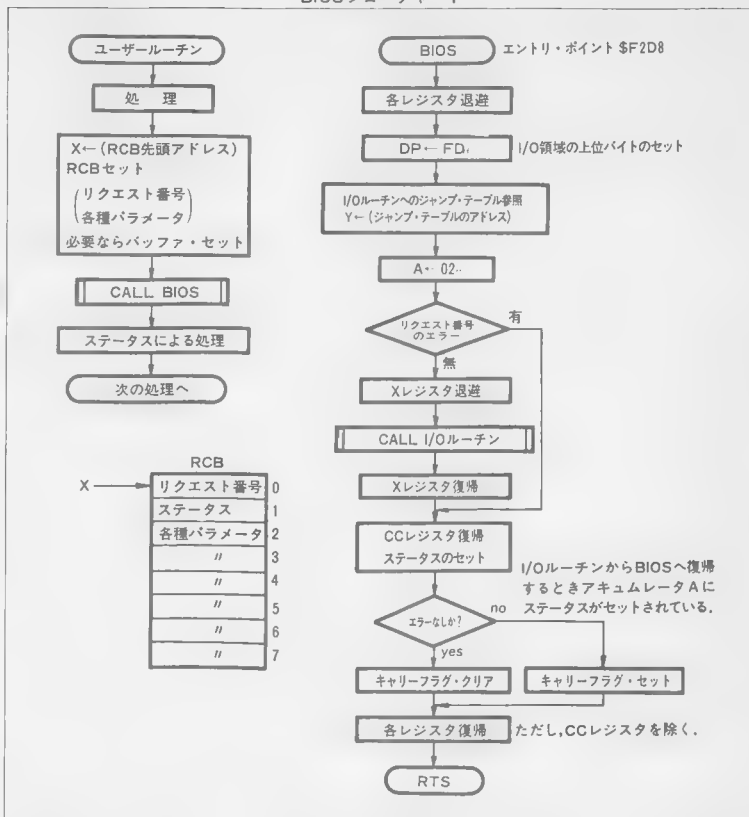 BIOSフローチャート
ユーザールーチン
処 理
X←(RCB先頭アドレス)
RCBセット
(リクエスト番号
各種パラメータ)
必要ならバッファ・セット
CALL BIOS
ステータスによる処理
次の処理へ
RCB
X
リクエスト番号 0
ステータス 1
各種パラメータ 2
〃 3
〃 4
〃 5
〃 6
〃 7
BIOS
エントリ・ポイント $F2D8
各レジスタ退避
DP←FD
I/O領域の上位バイトのセット
I/Oルーチンへのジャンプ・テーブル参照
Y←(ジャンプ・テーブルのアドレス)
A←02
リクエスト番号
のエラー
有
無
Xレジスタ退避
CALL I/Oルーチン
Xレジスタ復帰
CCレジスタ復帰
ステータスのセット
I/OルーチンからBIOSへ復帰
するときアキュムレータAに
ステータスがセットされている.
エラーなしか?
no
yes
キャリーフラグ・クリア
キャリーフラグ・セット
各レジスタ復帰
ただし,CCレジスタを除く.
RTS